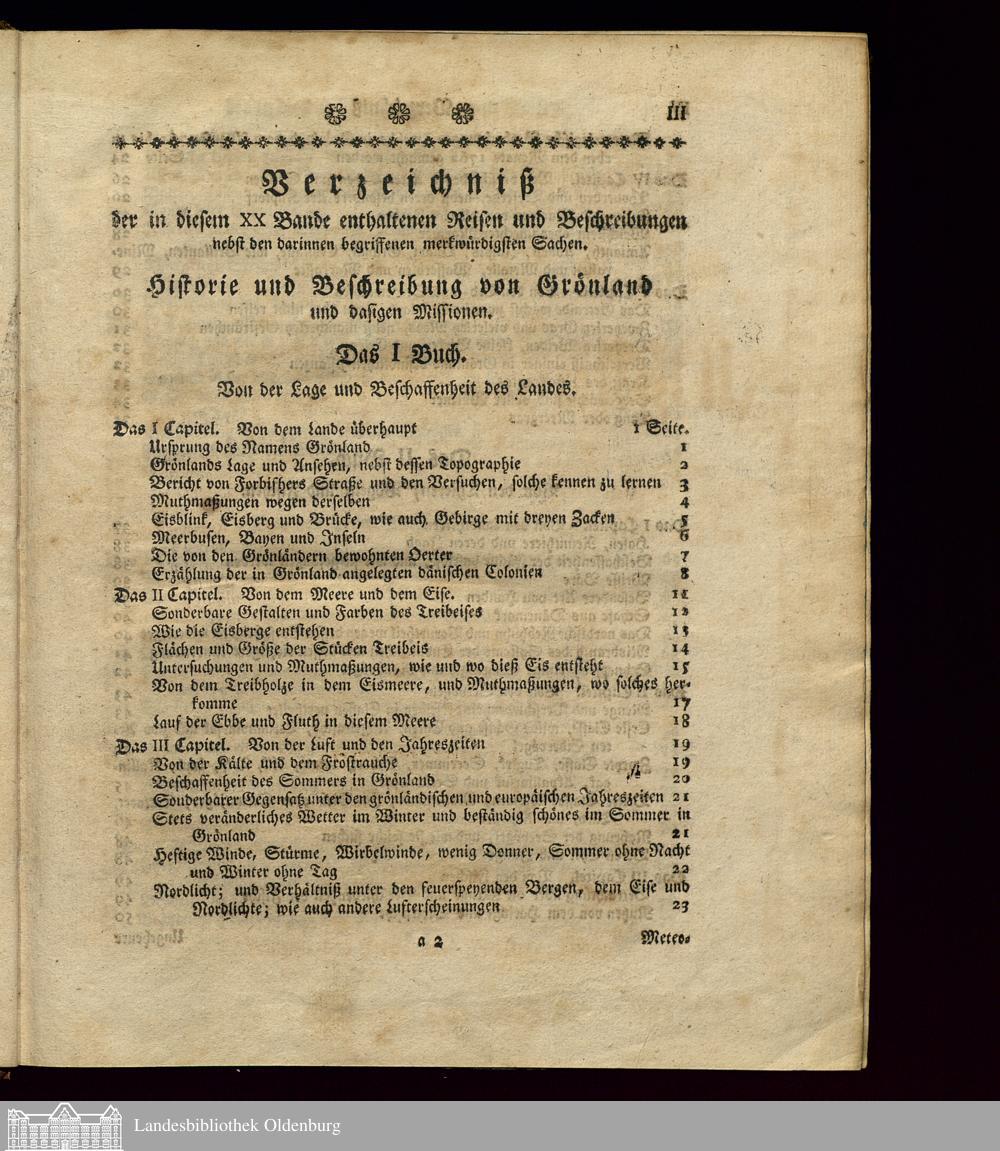 III
Verzeichniß
der in diesem XX Bande enthaltenen Reisen und Beschreibungen
nebst den darinnen begriffenen merkwürdigsten Sachen.
Historie und Beschreibung von Grönland
und dasigen Missionen.
Das I Buch.
Von der Lage und Beschaffenheit des Landes.
Das I Capitel. Von dem Lande überhaupt 1 Seite.
Ursprung des Namens Grönland 1
Grönlands Lage und Ansehen, nebst dessen Topographie 2
Bericht von Forbishers Straße und den Versuchen, solche kennen zu lernen 3
Muthmaßungen wegen derselben 4
Eisblink, Eisberg und Brücke, wie auch Gebirge mit dreyen Zacken 5
Meerbusen, Bayen und Inseln 6
Die von den Grönländern bewohnten Oerter 7
Erzählung der in Grönland angelegten dänischen Colonien 8
Das II Capitel. Von dem Meere und dem Eise. 11
Sonderbare Gestalten und Farben des Treibeises 12
Wie die Eisberge entstehen 13
Flächen und Größe der Stücken Treibeis 14
Untersuchungen und Muthmaßungen, wie und wo dieß Eis entsteht 15
Von dem Treibholze in dem Eismeere, und Muthmaßungen, wo solches her-
komme 17
Lauf der Ebbe und Fluth in diesem Meere 18
Das III Capitel. Von der Luft und den Jahreszeiten 19
Von der Kälte und dem Frostrauche 19
Beschaffenheit des Sommers in Grönland 20
Sonderbarer Gegensatz unter den grönländischen und europäischen Jahreszeiten 21
Stets veränderliches Wetter im Winter und beständig schönes im Sommer in
Grönland 21
Heftige Winde, Stürme, Wirbelwinde, wenig Donner, Sommer ohne Nacht
und Winter ohne Tag 22
Nordlicht; und Verhältniß unter den feuerspeyenden Bergen, dem Eise und
Nordlichte; wie auch andere Lufterscheinungen 23
a 2 Meteo-
Landesbibliothek Oldenburg